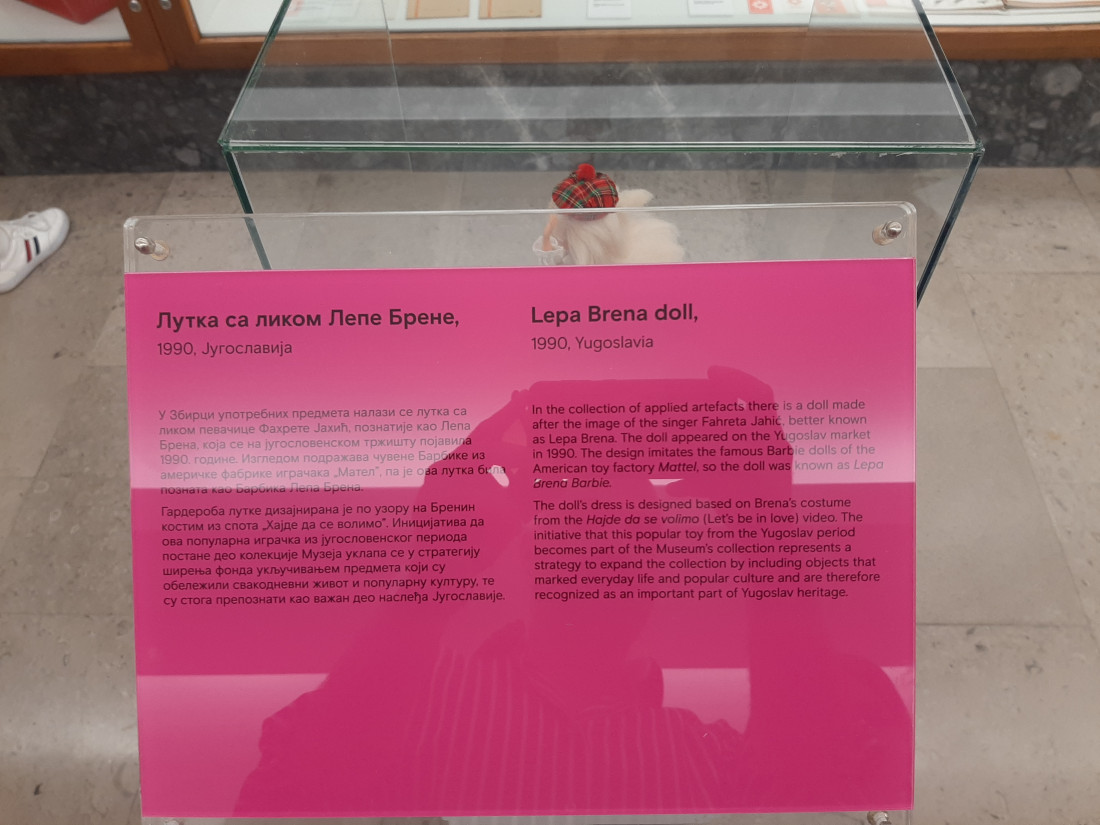 Лутка са ликом Лепе Брене,
1990, Југославија
У Збирци употребних предмета налази се лутка са
ликом певачице Фахрете Јахић, познатије као Лепа
Брена, која се на југословенском тржишту појавила
1990. године. Изгледом подражава чувене Барбике из
америчке фабрике играчака „Мател”, па је ова лутка била
позната као Барбика Лепа Брена.
Гардероба лутке дизајнирана је по узору на Бренин
костим из спота „Хајде да се волимо”. Иницијатива да
ова популарна играчка из југословенског периода
постане део колекције Музеја уклапа се у стратегију
ширења фонда укључивањем предмета који су
обележили свакодневни живот и популарну културу, те
су стога препознати као важан део наслеђа Југославије.
Lepa Brena doll,
1990, Yugoslavia
In the collection of applied artefacts there is a doll made
after the image of the singer Fahreta Jahić, better known
as Lepa Brena. The doll appeared on the Yugoslav market
in 1990. The design imitates the famous Barbie dolls of the
American toy factory Mattel, so the doll was known as Lepa
Brena Barbie.
The doll's dress is designed based on Brena's costume
from the Hajde da se volimo (Let's be in love) video. The
initiative that this popular toy from the Yugoslav period
becomes part of the Museum's collection represents a
strategy to expand the collection by including objects that
marked everyday life and popular culture and are therefore
recognized as an important part of Yugoslav heritage.